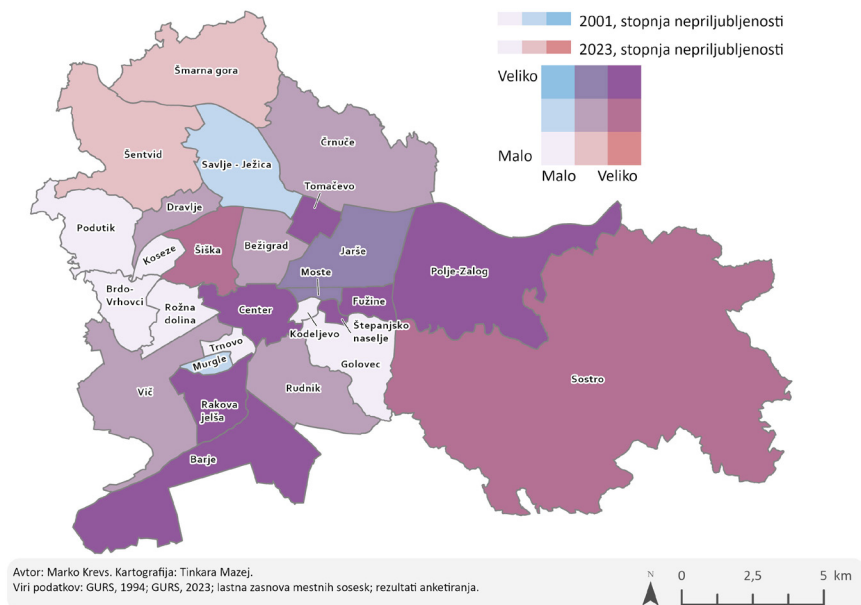 2001, stopnja nepriljubljenosti
2023, stopnja nepriljubljenosti
Veliko
Malo
Malo Veliko
Šmarna gora
Šentvid
Savlje - Ježica
Črnuče
Tomačevo
Dravlje
Podutik
Koseze
Šiška
Bežigrad
Jarše
Moste
Polje-Zalog
Brdo-
Vrhovci
Rožna
dolina
Center
Fužine
Kodeljevo
Štepanjsko
naselje
Trnovo
Murgle
Golovec
Vič
Rudnik
Sostro
Rakova
jelša
Barje
Avtor: Marko Krevs. Kartografija: Tinkara Mazej.
Viri podatkov: GURS, 1994; GURS, 2023; lastna zasnova mestnih sosesk; rezultati anketiranja.
N
0 2,5 5 km